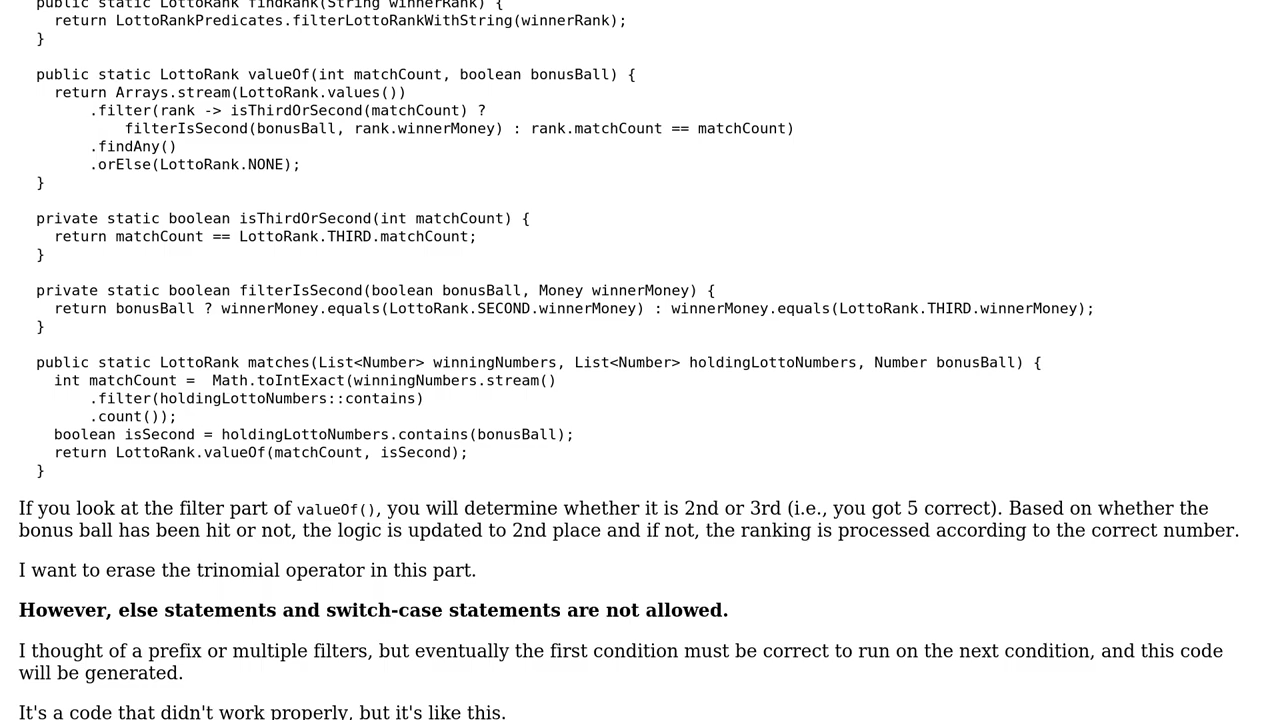 public static LottoRank findRank(String winnerRank) {
return LottoRankPredicates.filterLottoRankWithString(winnerRank);
}
public static LottoRank valueOf(int matchCount, boolean bonusBall) {
return Arrays.stream(LottoRank.values())
.filter(rank -> isThirdOrSecond(matchCount) ?
filterIsSecond(bonusBall, rank.winnerMoney) : rank.matchCount == matchCount)
.findAny()
.orElse(LottoRank.NONE);
}
private static boolean isThirdOrSecond(int matchCount) {
return matchCount == LottoRank.THIRD.matchCount;
}
private static boolean filterIsSecond(boolean bonusBall, Money winnerMoney) {
return bonusBall ? winnerMoney.equals(LottoRank.SECOND.winnerMoney) : winnerMoney.equals(LottoRank.THIRD.winnerMoney);
}
public static LottoRank matches(List<Number> winningNumbers, List<Number> holdingLottoNumbers, Number bonusBall) {
int matchCount =  Math.toIntExact(winningNumbers.stream()
.filter(holdingLottoNumbers::contains)
.count());
boolean isSecond = holdingLottoNumbers.contains(bonusBall);
return LottoRank.valueOf(matchCount, isSecond);
}
If you look at the filter part of valueOf(), you will determine whether it is 2nd or 3rd (i.e., you got 5 correct). Based on whether the
bonus ball has been hit or not, the logic is updated to 2nd place and if not, the ranking is processed according to the correct number.
I want to erase the trinomial operator in this part.
However, else statements and switch-case statements are not allowed.
I thought of a prefix or multiple filters, but eventually the first condition must be correct to run on the next condition, and this code
will be generated.
It's a code that didn't work properly, but it's like this.